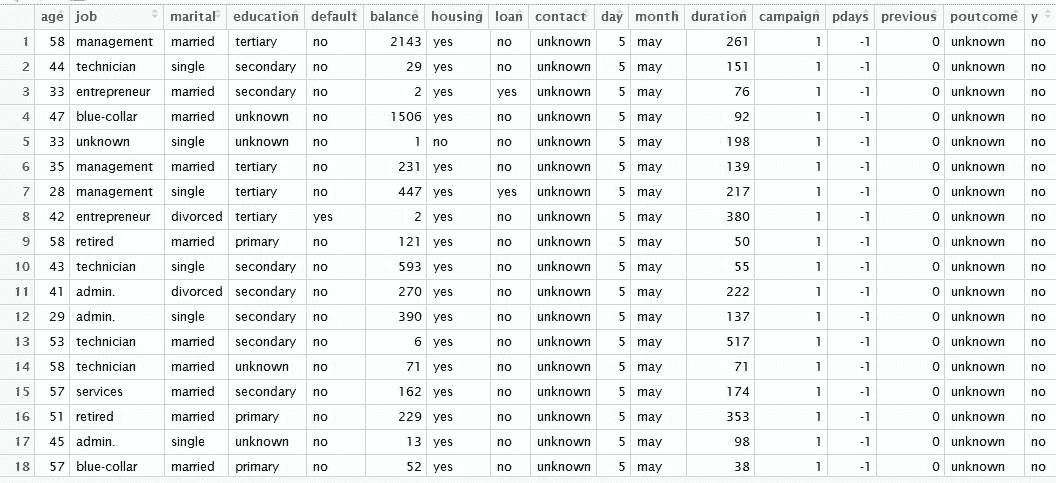 age job marital education default balance housing loan contact day month duration campaign pdays previous poutcome y
1 58 management married tertiary no 2143 yes no unknown 5 may 261 1 -1 0 unknown no
2 44 technician single secondary no 29 yes no unknown 5 may 151 1 -1 0 unknown no
3 33 entrepreneur married secondary no 2 yes yes unknown 5 may 76 1 -1 0 unknown no
4 47 blue-collar married unknown no 1506 yes no unknown 5 may 92 1 -1 0 unknown no
5 33 unknown single unknown no 1 no no unknown 5 may 198 1 -1 0 unknown no
6 35 management married tertiary no 231 yes no unknown 5 may 139 1 -1 0 unknown no
7 28 management single tertiary no 447 yes yes unknown 5 may 217 1 -1 0 unknown no
8 42 entrepreneur divorced tertiary yes 2 yes no unknown 5 may 380 1 -1 0 unknown no
9 58 retired married primary no 121 yes no unknown 5 may 50 1 -1 0 unknown no
10 43 technician single secondary no 593 yes no unknown 5 may 55 1 -1 0 unknown no
11 41 admin. divorced secondary no 270 yes no unknown 5 may 222 1 -1 0 unknown no
12 29 admin. single secondary no 390 yes no unknown 5 may 137 1 -1 0 unknown no
13 53 technician married secondary no 6 yes no unknown 5 may 517 1 -1 0 unknown no
14 58 technician married unknown no 71 yes no unknown 5 may 71 1 -1 0 unknown no
15 57 services married secondary no 162 yes no unknown 5 may 174 1 -1 0 unknown no
16 51 retired married primary no 229 yes no unknown 5 may 353 1 -1 0 unknown no
17 45 admin. single unknown no 13 yes no unknown 5 may 98 1 -1 0 unknown no
18 57 blue-collar married primary no 52 yes no unknown 5 may 38 1 -1 0 unknown no